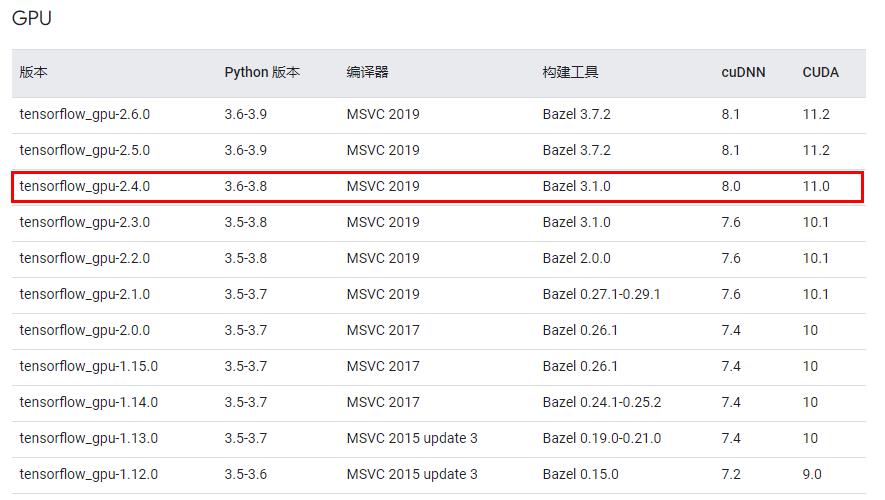 GPU
版本 Python 版本 编译器 构建工具 cuDNN CUDA
tensorflow_gpu-2.6.0 3.6-3.9 MSVC 2019 Bazel 3.7.2 8.1 11.2
tensorflow_gpu-2.5.0 3.6-3.9 MSVC 2019 Bazel 3.7.2 8.1 11.2
tensorflow_gpu-2.4.0 3.6-3.8 MSVC 2019 Bazel 3.1.0 8.0 11.0
tensorflow_gpu-2.3.0 3.5-3.8 MSVC 2019 Bazel 3.1.0 7.6 10.1
tensorflow_gpu-2.2.0 3.5-3.8 MSVC 2019 Bazel 2.0.0 7.6 10.1
tensorflow_gpu-2.1.0 3.5-3.7 MSVC 2019 Bazel 0.27.1-0.29.1 7.6 10.1
tensorflow_gpu-2.0.0 3.5-3.7 MSVC 2017 Bazel 0.26.1 7.4 10
tensorflow_gpu-1.15.0 3.5-3.7 MSVC 2017 Bazel 0.26.1 7.4 10
tensorflow_gpu-1.14.0 3.5-3.7 MSVC 2017 Bazel 0.24.1-0.25.2 7.4 10
tensorflow_gpu-1.13.0 3.5-3.7 MSVC 2015 update 3 Bazel 0.19.0-0.21.0 7.4 10
tensorflow_gpu-1.12.0 3.5-3.6 MSVC 2015 update 3 Bazel 0.15.0 7.2 9.0